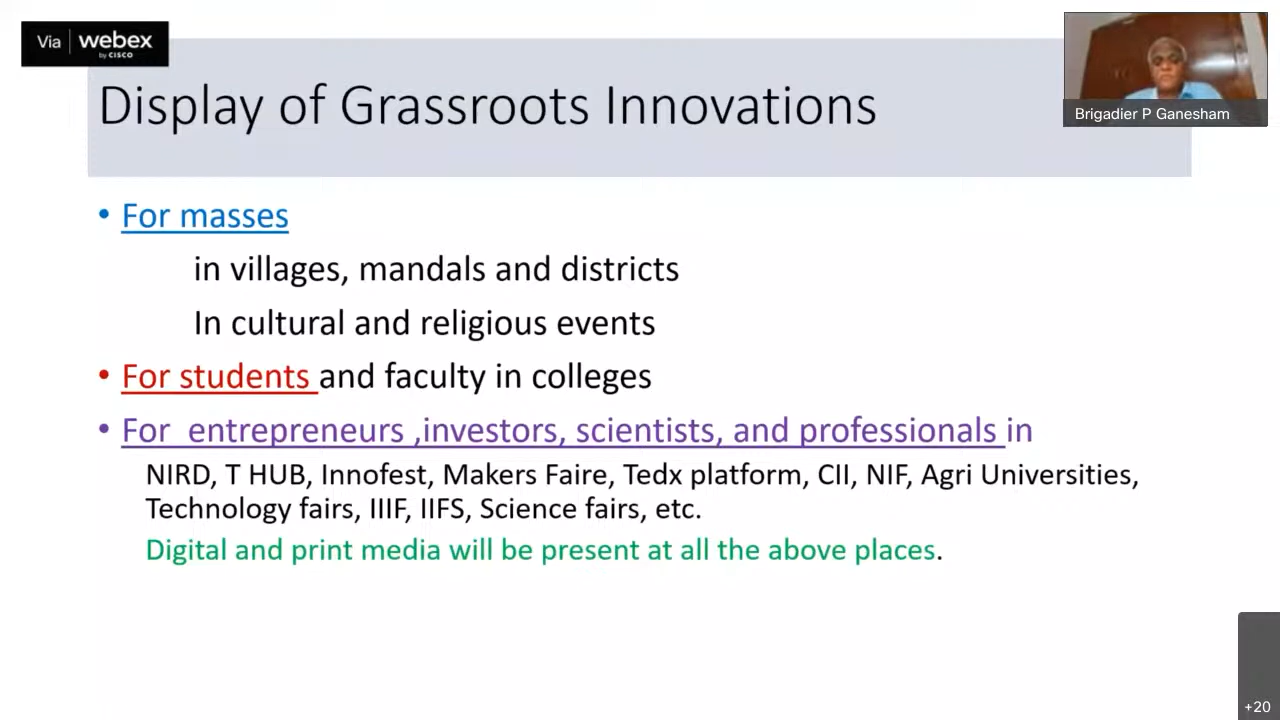 Via webex
by CISCO
Brigadier P Ganesham
Display of Grassroots Innovations
• For masses
in villages, mandals and districts
In cultural and religious events
• For students and faculty in colleges
• For  entrepreneurs ,investors, scientists, and professionals in
NIRD, T HUB, Innofest, Makers Faire, Tedx platform, CII, NIF, Agri Universities,
Technology fairs, IIIF, IIFS, Science fairs, etc.
Digital and print media will be present at all the above places.
+20